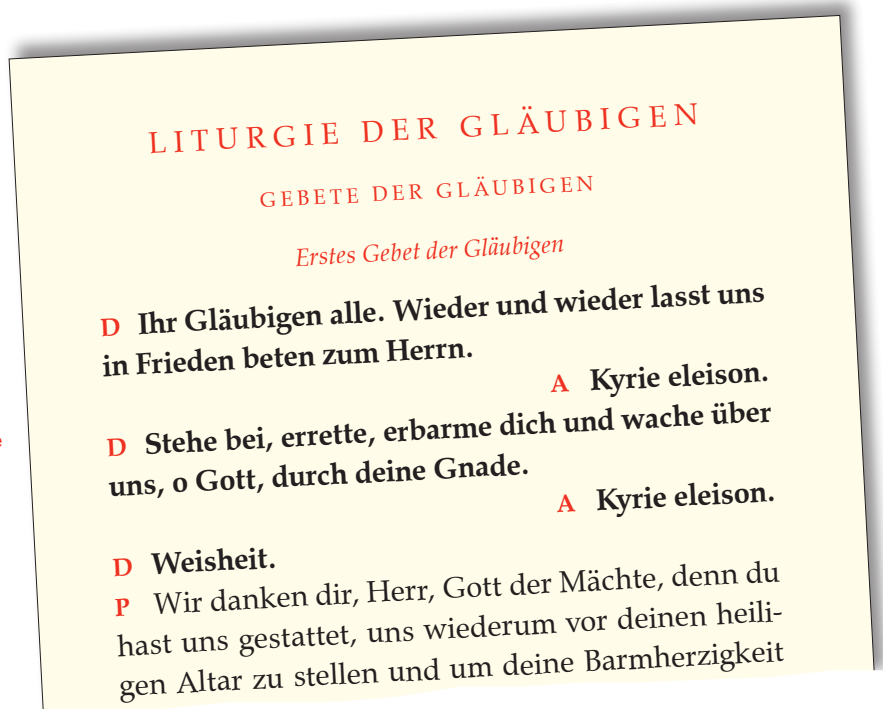 LITURGIE DER GLÄUBIGEN
GEBETE DER GLÄUBIGEN
Erstes Gebet der Gläubigen
D Ihr Gläubigen alle. Wieder und wieder lasst uns
in Frieden beten zum Herrn.
A Kyrie eleison.
D Stehe bei, errette, erbarme dich und wache über
uns, o Gott, durch deine Gnade.
A Kyrie eleison.
D Weisheit.
P Wir danken dir, Herr, Gott der Mächte, denn du
hast uns gestattet, uns wiederum vor deinen heili-
gen Altar zu stellen und um deine Barmherzigkeit